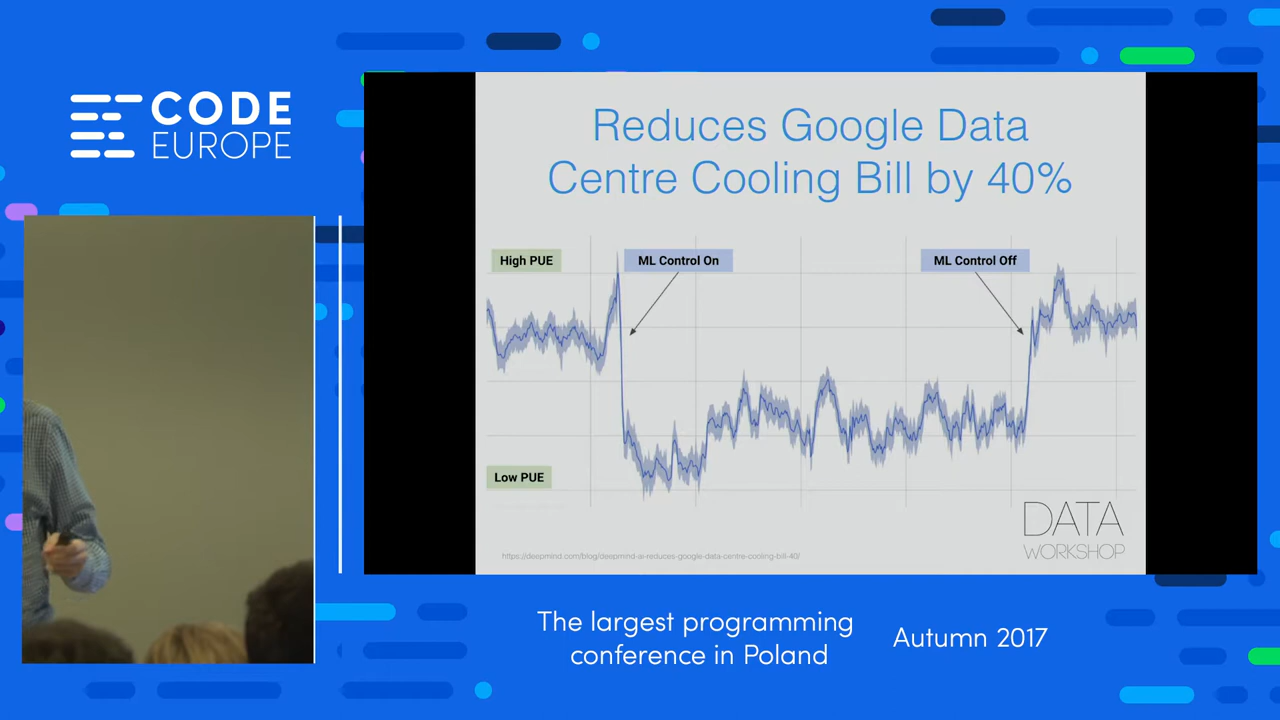 CODE
EUROPE
Reduces Google Data
Centre Cooling Bill by 40%
High PUE
ML Control On
ML Control Off
Low PUE
DATA
WORKSHOP
https://deepmind.com/blog/deepmind-ai-reduces-google-data-centre-cooling-bill-40/
The largest programming
conference in Poland
Autumn 2017